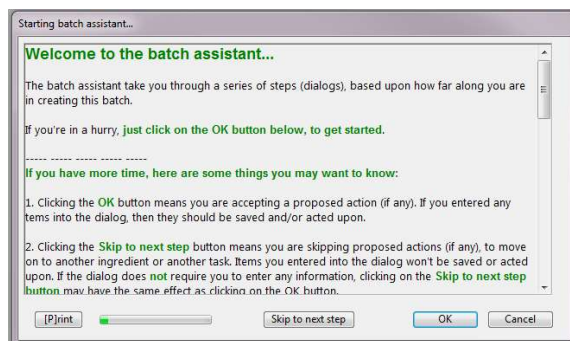 Starting batch assistant...
Welcome to the batch assistant...
The batch assistant take you through a series of steps (dialogs), based upon how far along you are
in creating this batch.
If you're in a hurry, just click on the OK button below, to get started.
----- ----- ----- ----- -----
If you have more time, here are some things you may want to know:
1. Clicking the OK button means you are accepting a proposed action (if any). If you entered any
tems into the dialog, then they should be saved and/or acted upon.
2. Clicking the Skip to next step button means you are skipping proposed actions (if any), to move
on to another ingredient or another task. Items you entered into the dialog won't be saved or acted
upon. If the dialog does not require you to enter any information, clicking on the Skip to next step
button may have the same effect as clicking on the OK button.
[P]rint Skip to next step OK Cancel